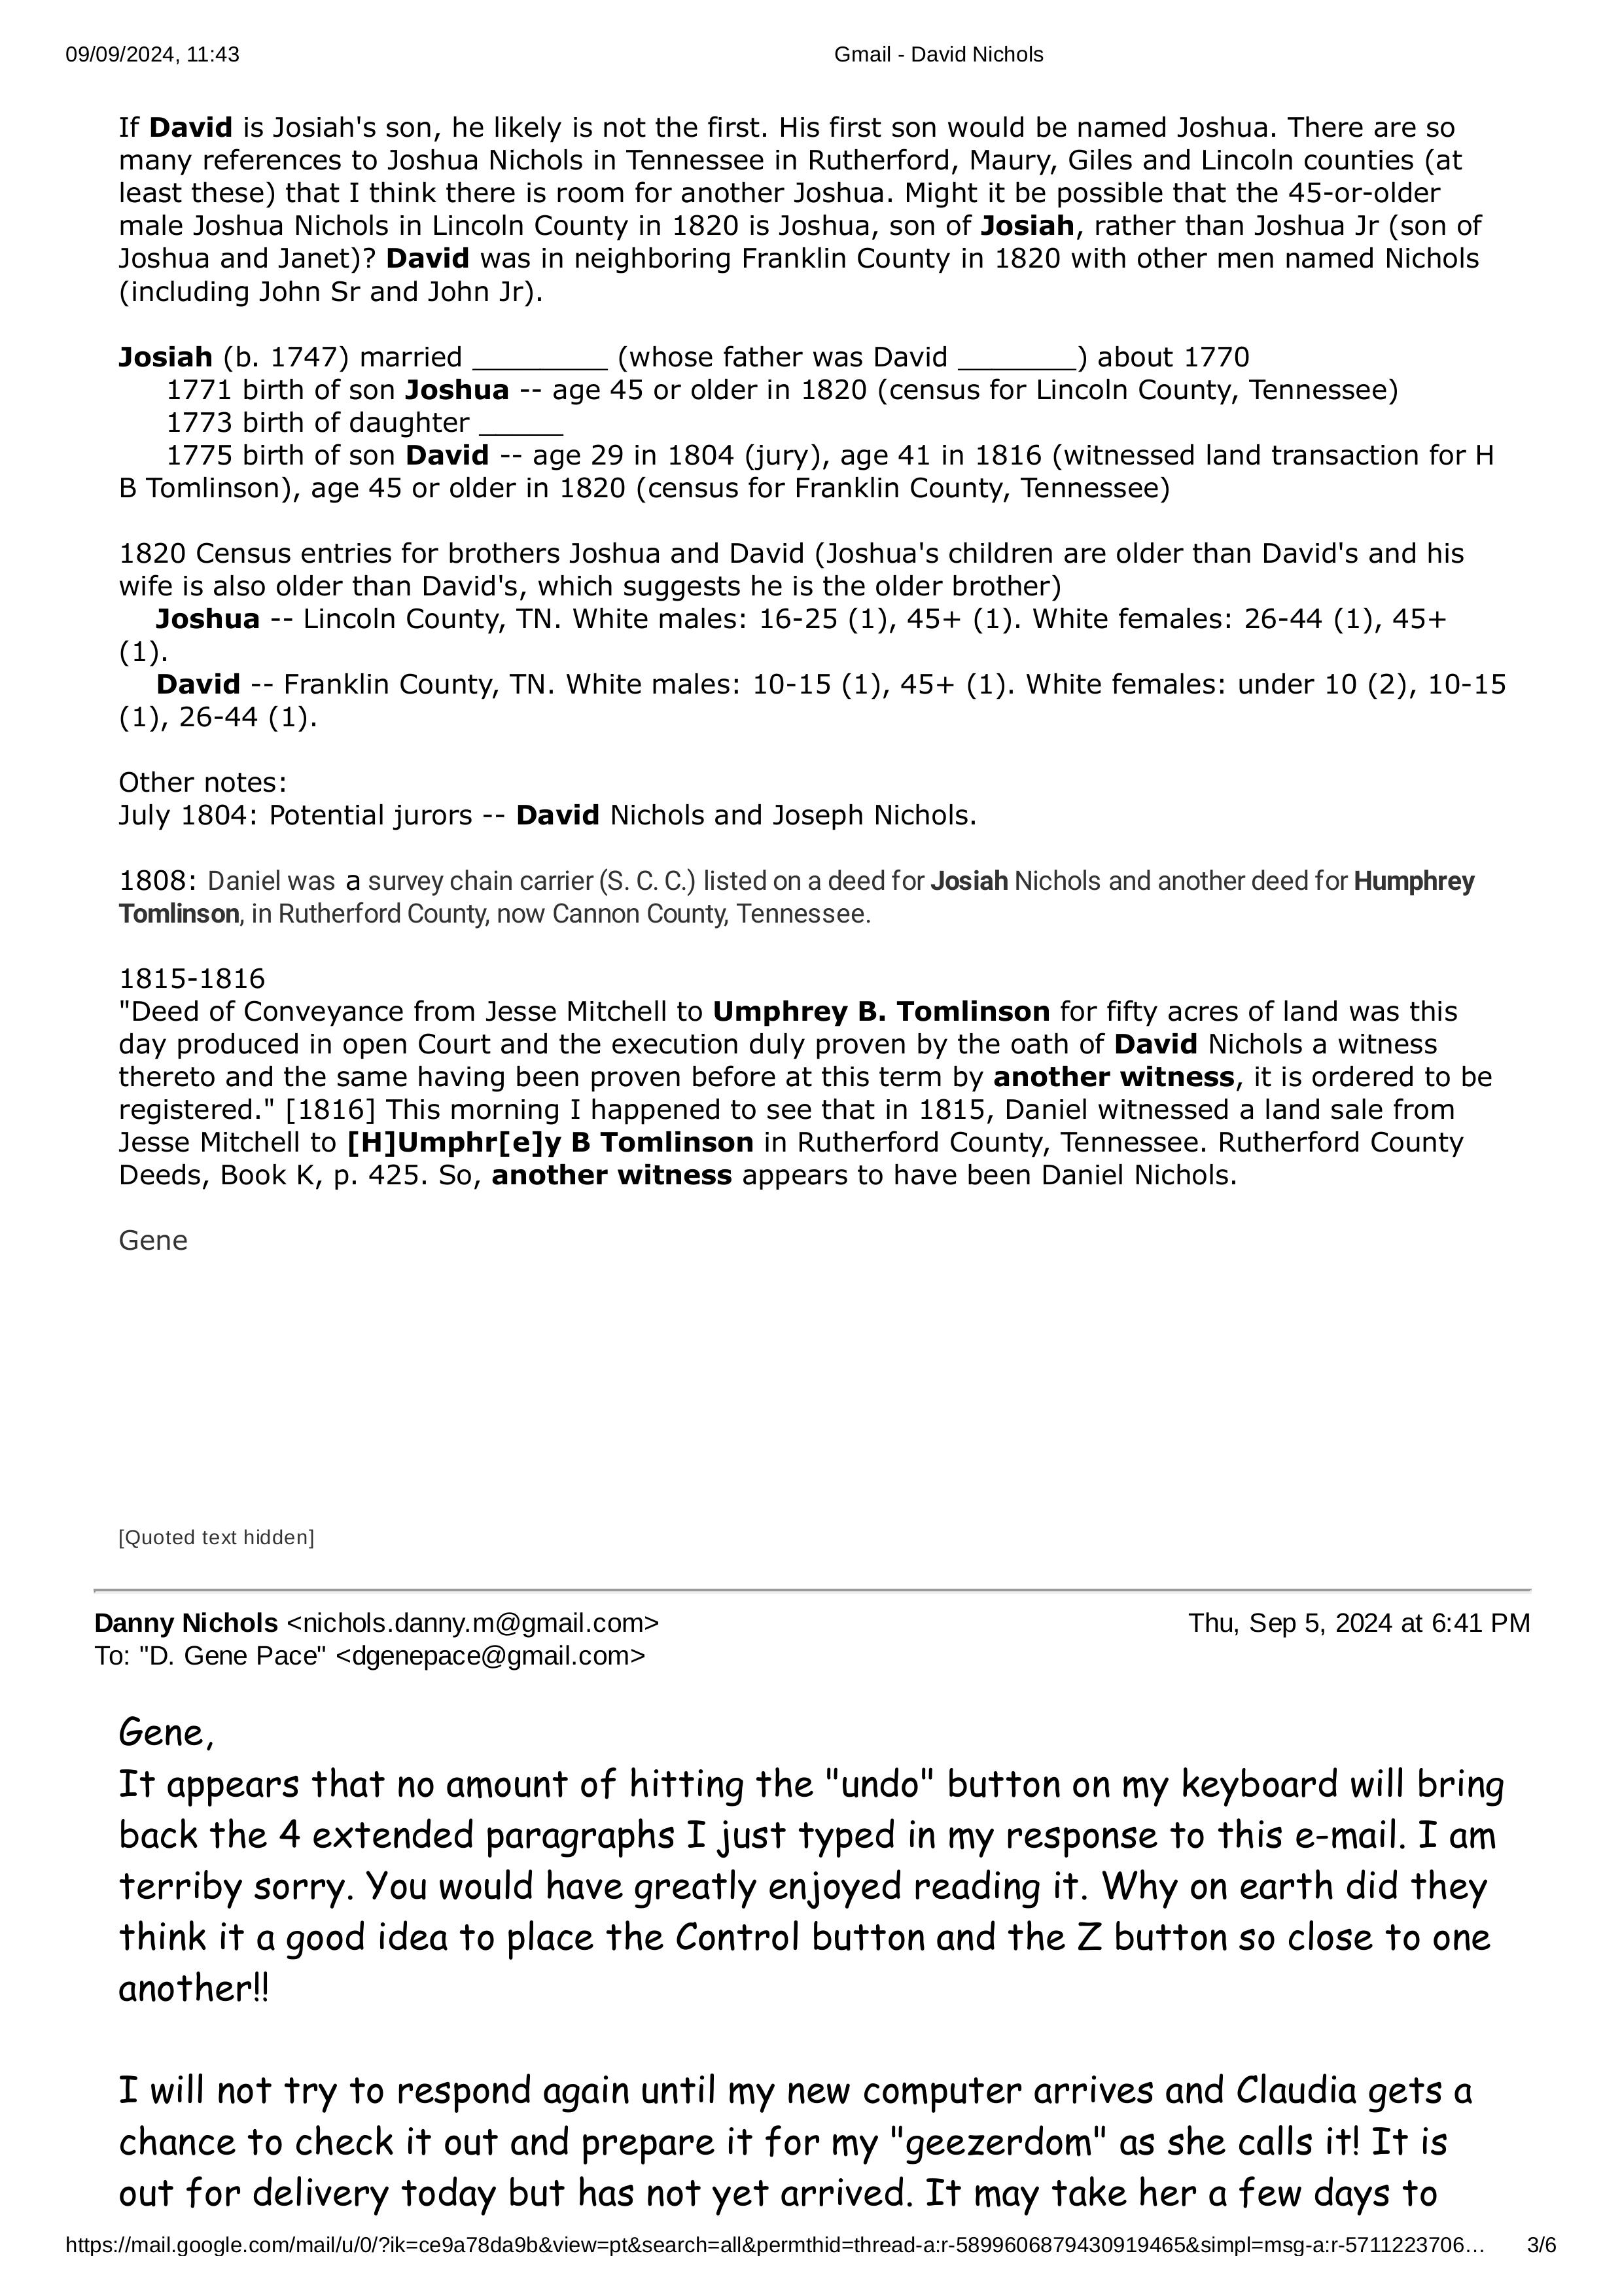 09/09/2024, 11:43 Gmail - David Nichols
If David is Josiah's son, he likely is not the first. His first son would be named Joshua. There are so
many references to Joshua Nichols in Tennessee in Rutherford, Maury, Giles and Lincoln counties (at
least these) that I think there is room for another Joshua. Might it be possible that the 45-or-older
male Joshua Nichols in Lincoln County in 1820 is Joshua, son of Josiah, rather than Joshua Jr (son of
Joshua and Janet)? David was in neighboring Franklin County in 1820 with other men named Nichols
(including John Sr and John Jr).
Josiah (b. 1747) married _________ (whose father was David ________) about 1770
1771 birth of son Joshua -- age 45 or older in 1820 (census for Lincoln County, Tennessee)
1773 birth of daughter ______
1775 birth of son David -- age 29 in 1804 (jury), age 41 in 1816 (witnessed land transaction for H
B Tomlinson), age 45 or older in 1820 (census for Franklin County, Tennessee)
1820 Census entries for brothers Joshua and David (Joshua's children are older than David's and his
wife is also older than David's, which suggests he is the older brother)
Joshua -- Lincoln County, TN. White males: 16-25 (1), 45+ (1). White females: 26-44 (1), 45+
(1).
David -- Franklin County, TN. White males: 10-15 (1), 45+ (1). White females: under 10 (2), 10-15
(1), 26-44 (1).
Other notes:
July 1804: Potential jurors -- David Nichols and Joseph Nichols.
1808: Daniel was a survey chain carrier (S. C. C.) listed on a deed for Josiah Nichols and another deed for Humphrey
Tomlinson, in Rutherford County, now Cannon County, Tennessee.
1815-1816
"Deed of Conveyance from Jesse Mitchell to Umphrey B. Tomlinson for fifty acres of land was this
day produced in open Court and the execution duly proven by the oath of David Nichols a witness
thereto and the same having been proven before at this term by another witness, it is ordered to be
registered." [1816] This morning I happened to see that in 1815, Daniel witnessed a land sale from
Jesse Mitchell to [H]Umphr[e]y B Tomlinson in Rutherford County, Tennessee. Rutherford County
Deeds, Book K, p. 425. So, another witness appears to have been Daniel Nichols.
Gene
[Quoted text hidden]
Danny Nichols <nichols.danny.m@gmail.com> Thu, Sep 5, 2024 at 6:41 PM
To: "D. Gene Pace" <dgenepace@gmail.com>
Gene,
It appears that no amount of hitting the "undo" button on my keyboard will bring
back the 4 extended paragraphs I just typed in my response to this e-mail. I am
terriby sorry. You would have greatly enjoyed reading it. Why on earth did they
think it a good idea to place the Control button and the Z button so close to one
another!!
I will not try to respond again until my new computer arrives and Claudia gets a
chance to check it out and prepare it for my "geezerdom" as she calls it! It is
out for delivery today but has not yet arrived. It may take her a few days to
https://mail.google.com/mail/u/0/?ik=ce9a78da9b&view=pt&search=all&permthid=thread-a:r-5899606879430919465&simpl=msg-a:r-5711223706… 3/6